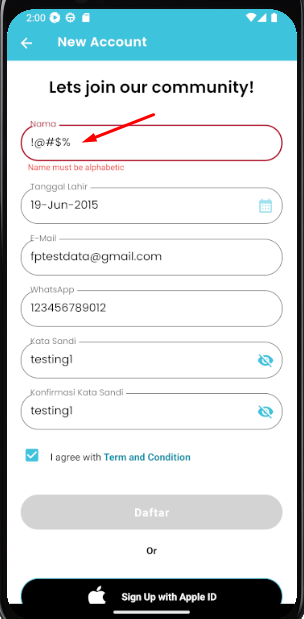 2:00
New Account
Lets join our community!
Nama
!@#$%
Name must be alphabetic
Tanggal Lahir
19-Jun-2015
E-Mail
fptestdata@gmail.com
WhatsApp
123456789012
Kata Sandi
testing1
Konfirmasi Kata Sandi
testing1
I agree with Term and Condition
Daftar
Or
Sign Up with Apple ID